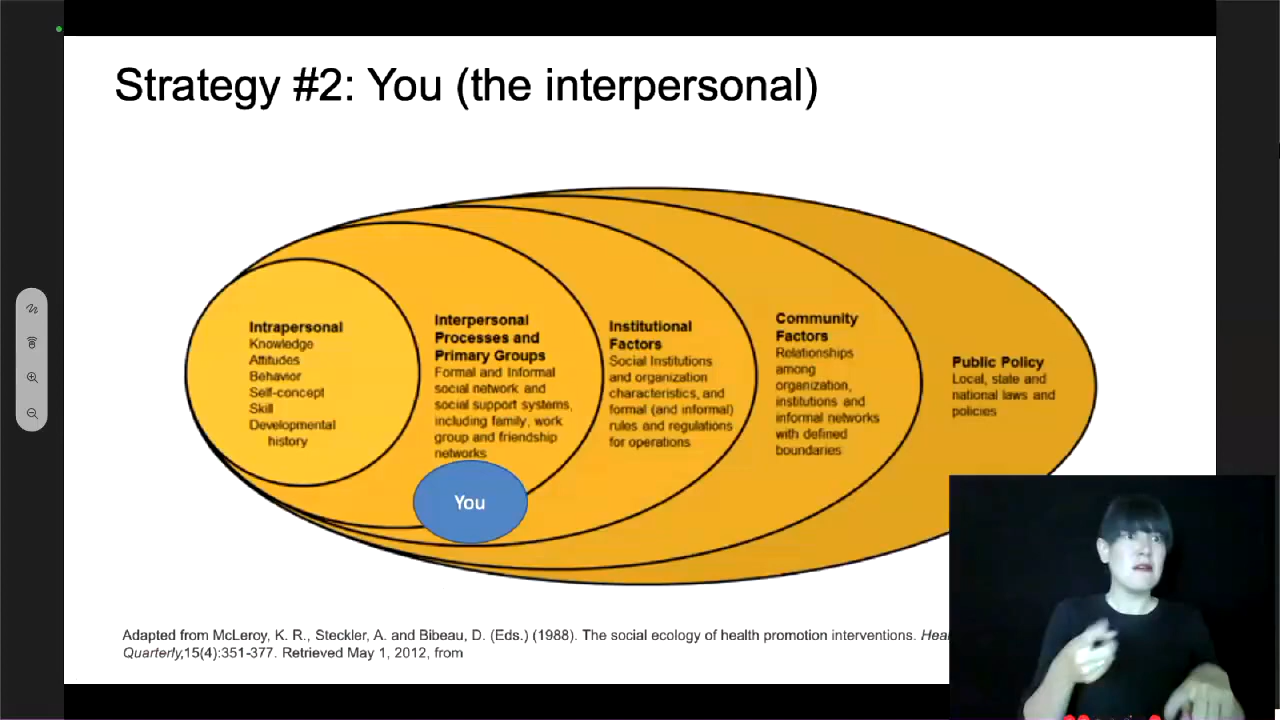 Strategy #2: You (the interpersonal)
Intrapersonal
Knowledge
Attitudes
Behavior
Self-concept
Skill
Developmental
history
Interpersonal
Processes and
Primary Groups
Formal and Informal
social network and
social support systems,
including family, work
group and friendship
networks
You
Institutional
Factors
Social Institutions
and organization
characteristics, and
formal (and informal)
rules and regulations
for operations
Community
Factors
Relationships
among
organization,
institutions and
informal networks
with defined
boundaries
Public Policy
Local, state and
national laws and
policies
Adapted from McLeroy, K. R., Steckler, A. and Bibeau, D. (Eds.) (1988). The social ecology of health promotion interventions.
Quarterly,15(4):351-377. Retrieved May 1, 2012, from